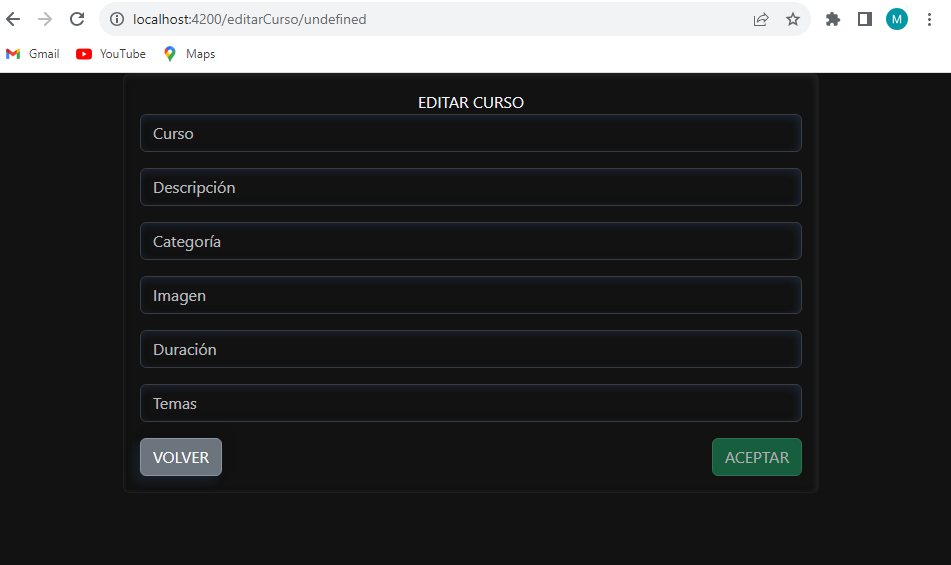 localhost:4200/editarCurso/undefined
M
Gmail YouTube Maps
EDITAR CURSO
Curso
Descripción
Categoría
Imagen
Duración
Temas
VOLVER ACEPTAR